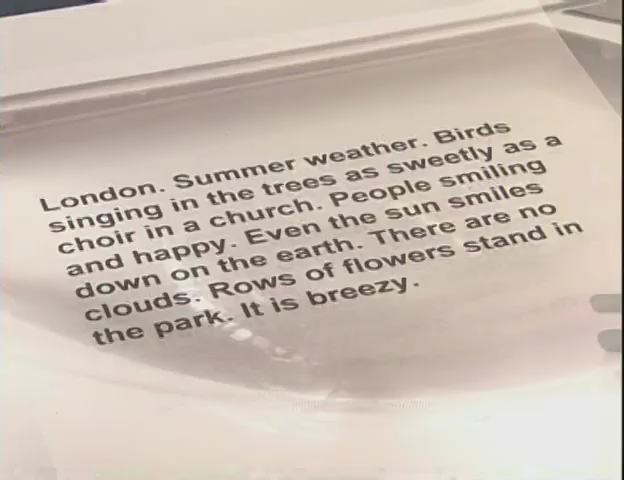 London. Summer weather. Birds
singing in the trees as sweetly as a
choir in a church. People smiling
and happy. Even the sun smiles
down on the earth. There are no
clouds. Rows of flowers stand in
the park. It is breezy.